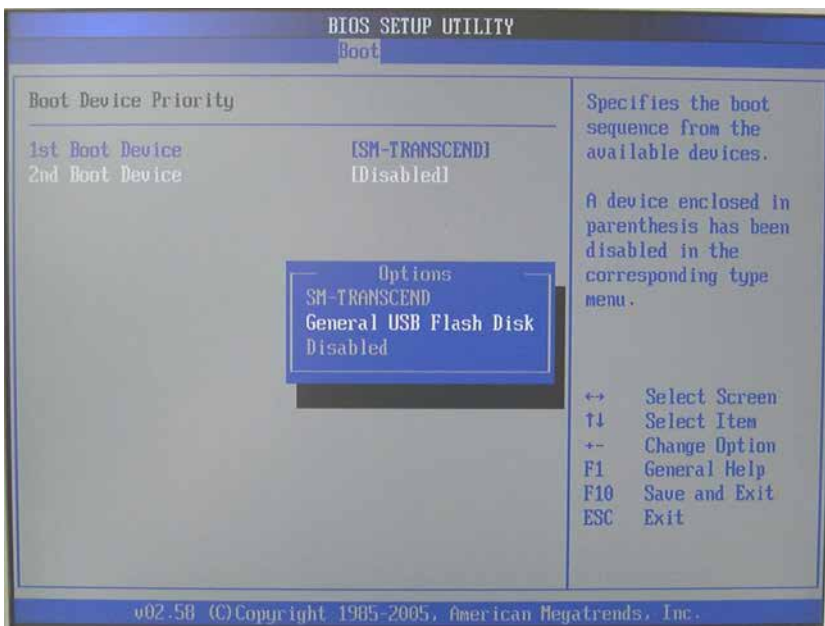 BIOS SETUP UTILITY
Boot
Boot Device Priority
1st Boot Device [SM-TRANSCEND]
2nd Boot Device [Disabled]
Options
SM-TRANSCEND
General USB Flash Disk
Disabled
Specifies the boot
sequence from the
available devices.
A device enclosed in
parenthesis has been
disabled in the
corresponding type
menu.
↔ Select Screen
↑↓ Select Item
+- Change Option
F1 General Help
F10 Save and Exit
ESC Exit
v02.58 (C)Copyright 1985-2005, American Megatrends, Inc.